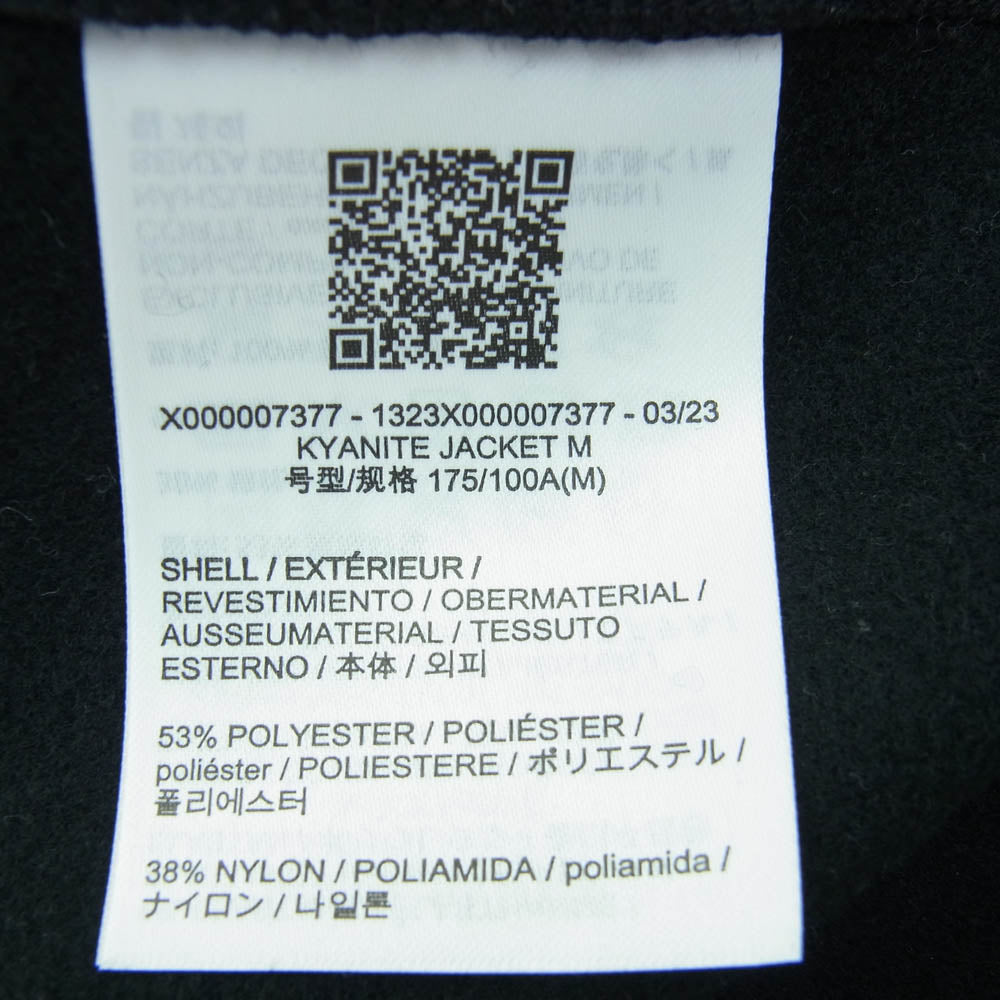 X000007377 - 1323X000007377 - 03/23
KYANITE JACKET M
号型/规格 175/100A(M)
SHELL / EXTÉRIEUR /
REVESTIMIENTO / OBERMATERIAL /
AUSSEUMATERIAL / TESSUTO
ESTERNO / 本体 / 외피
53% POLYESTER / POLIÉSTER /
poliéster / POLIESTERE / ポリエステル /
폴리에스터
38% NYLON / POLIAMIDA / poliamida /
ナイロン / 나일론